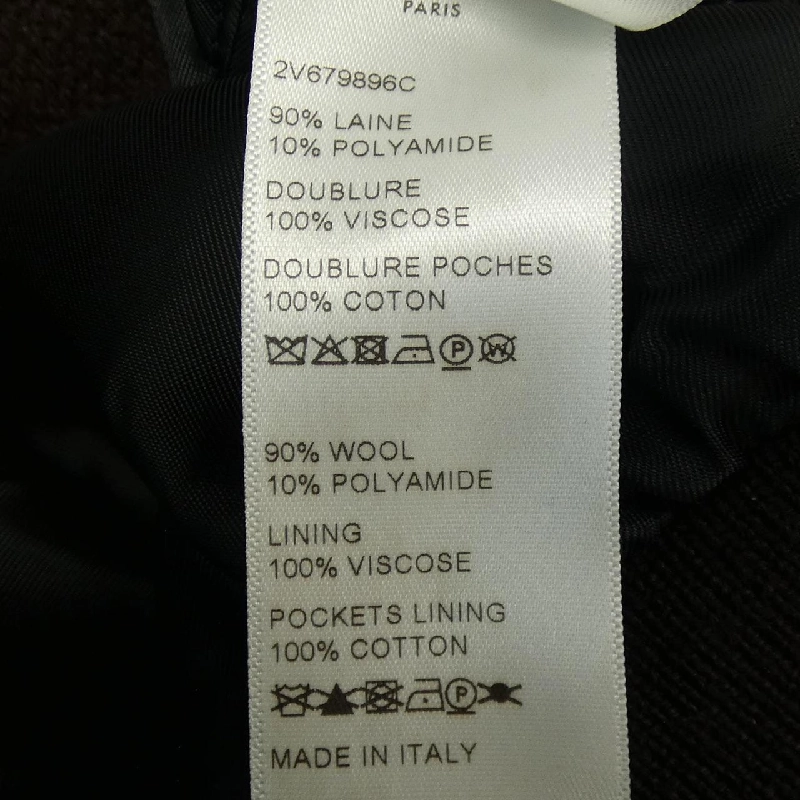 PARIS
2V679896C
90% LAINE
10% POLYAMIDE
DOUBLURE
100% VISCOSE
DOUBLURE POCHES
100% COTON
P W
90% WOOL
10% POLYAMIDE
LINING
100% VISCOSE
POCKETS LINING
100% COTTON
P
MADE IN ITALY